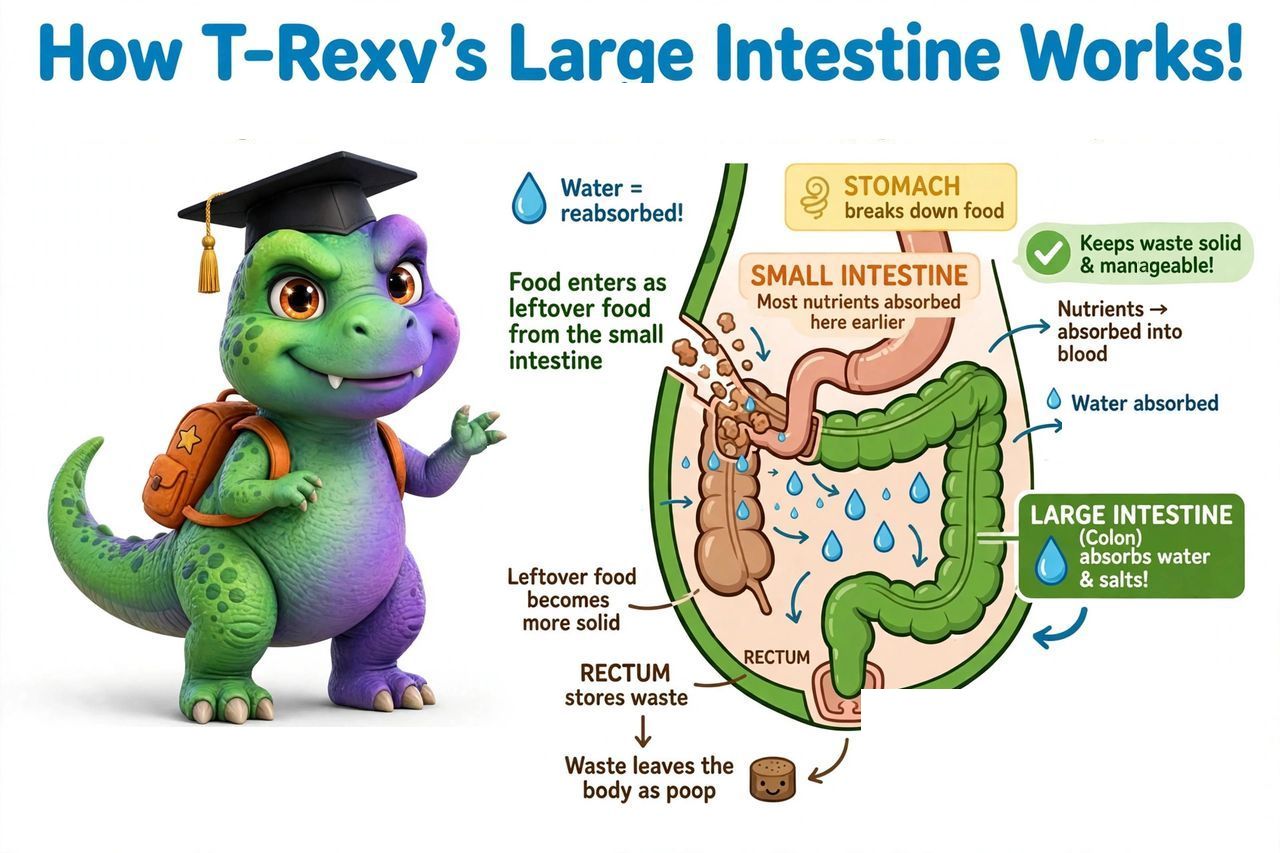 How T-Rexy's Large Intestine Works!
Water =
reabsorbed!
STOMACH
breaks down food
Keeps waste solid
& manageable!
SMALL INTESTINE
Most nutrients absorbed
here earlier
Food enters as
leftover food
from the small
intestine
Nutrients →
absorbed into
blood
Water absorbed
LARGE INTESTINE
(Colon)
absorbs water
& salts!
Leftover food
becomes
more solid
RECTUM
RECTUM
stores waste
Waste leaves the
body as poop